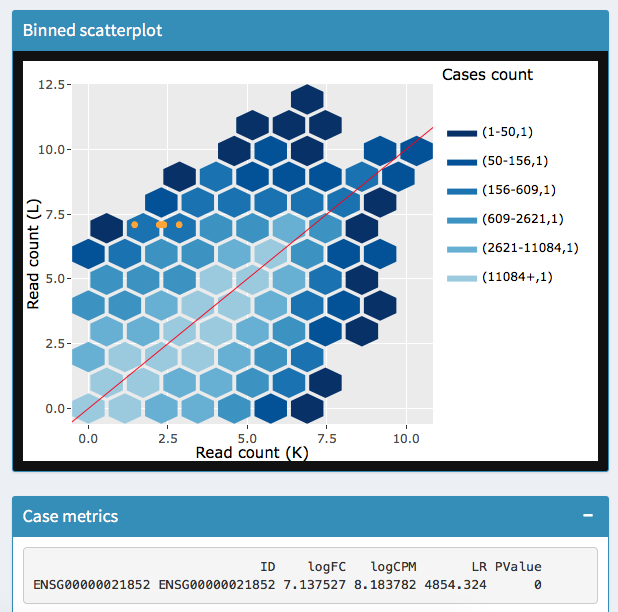 Binned scatterplot
Cases count
(1-50,1)
(50-156,1)
(156-609,1)
(609-2621,1)
(2621-11084,1)
(11084+,1)
12.5
10.0
7.5
5.0
2.5
0.0
Read count (L)
0.0 2.5 5.0 7.5 10.0
Read count (K)
Case metrics
ID logFC logCPM LR PValue
ENSG00000021852 ENSG00000021852 7.137527 8.183782 4854.324 0